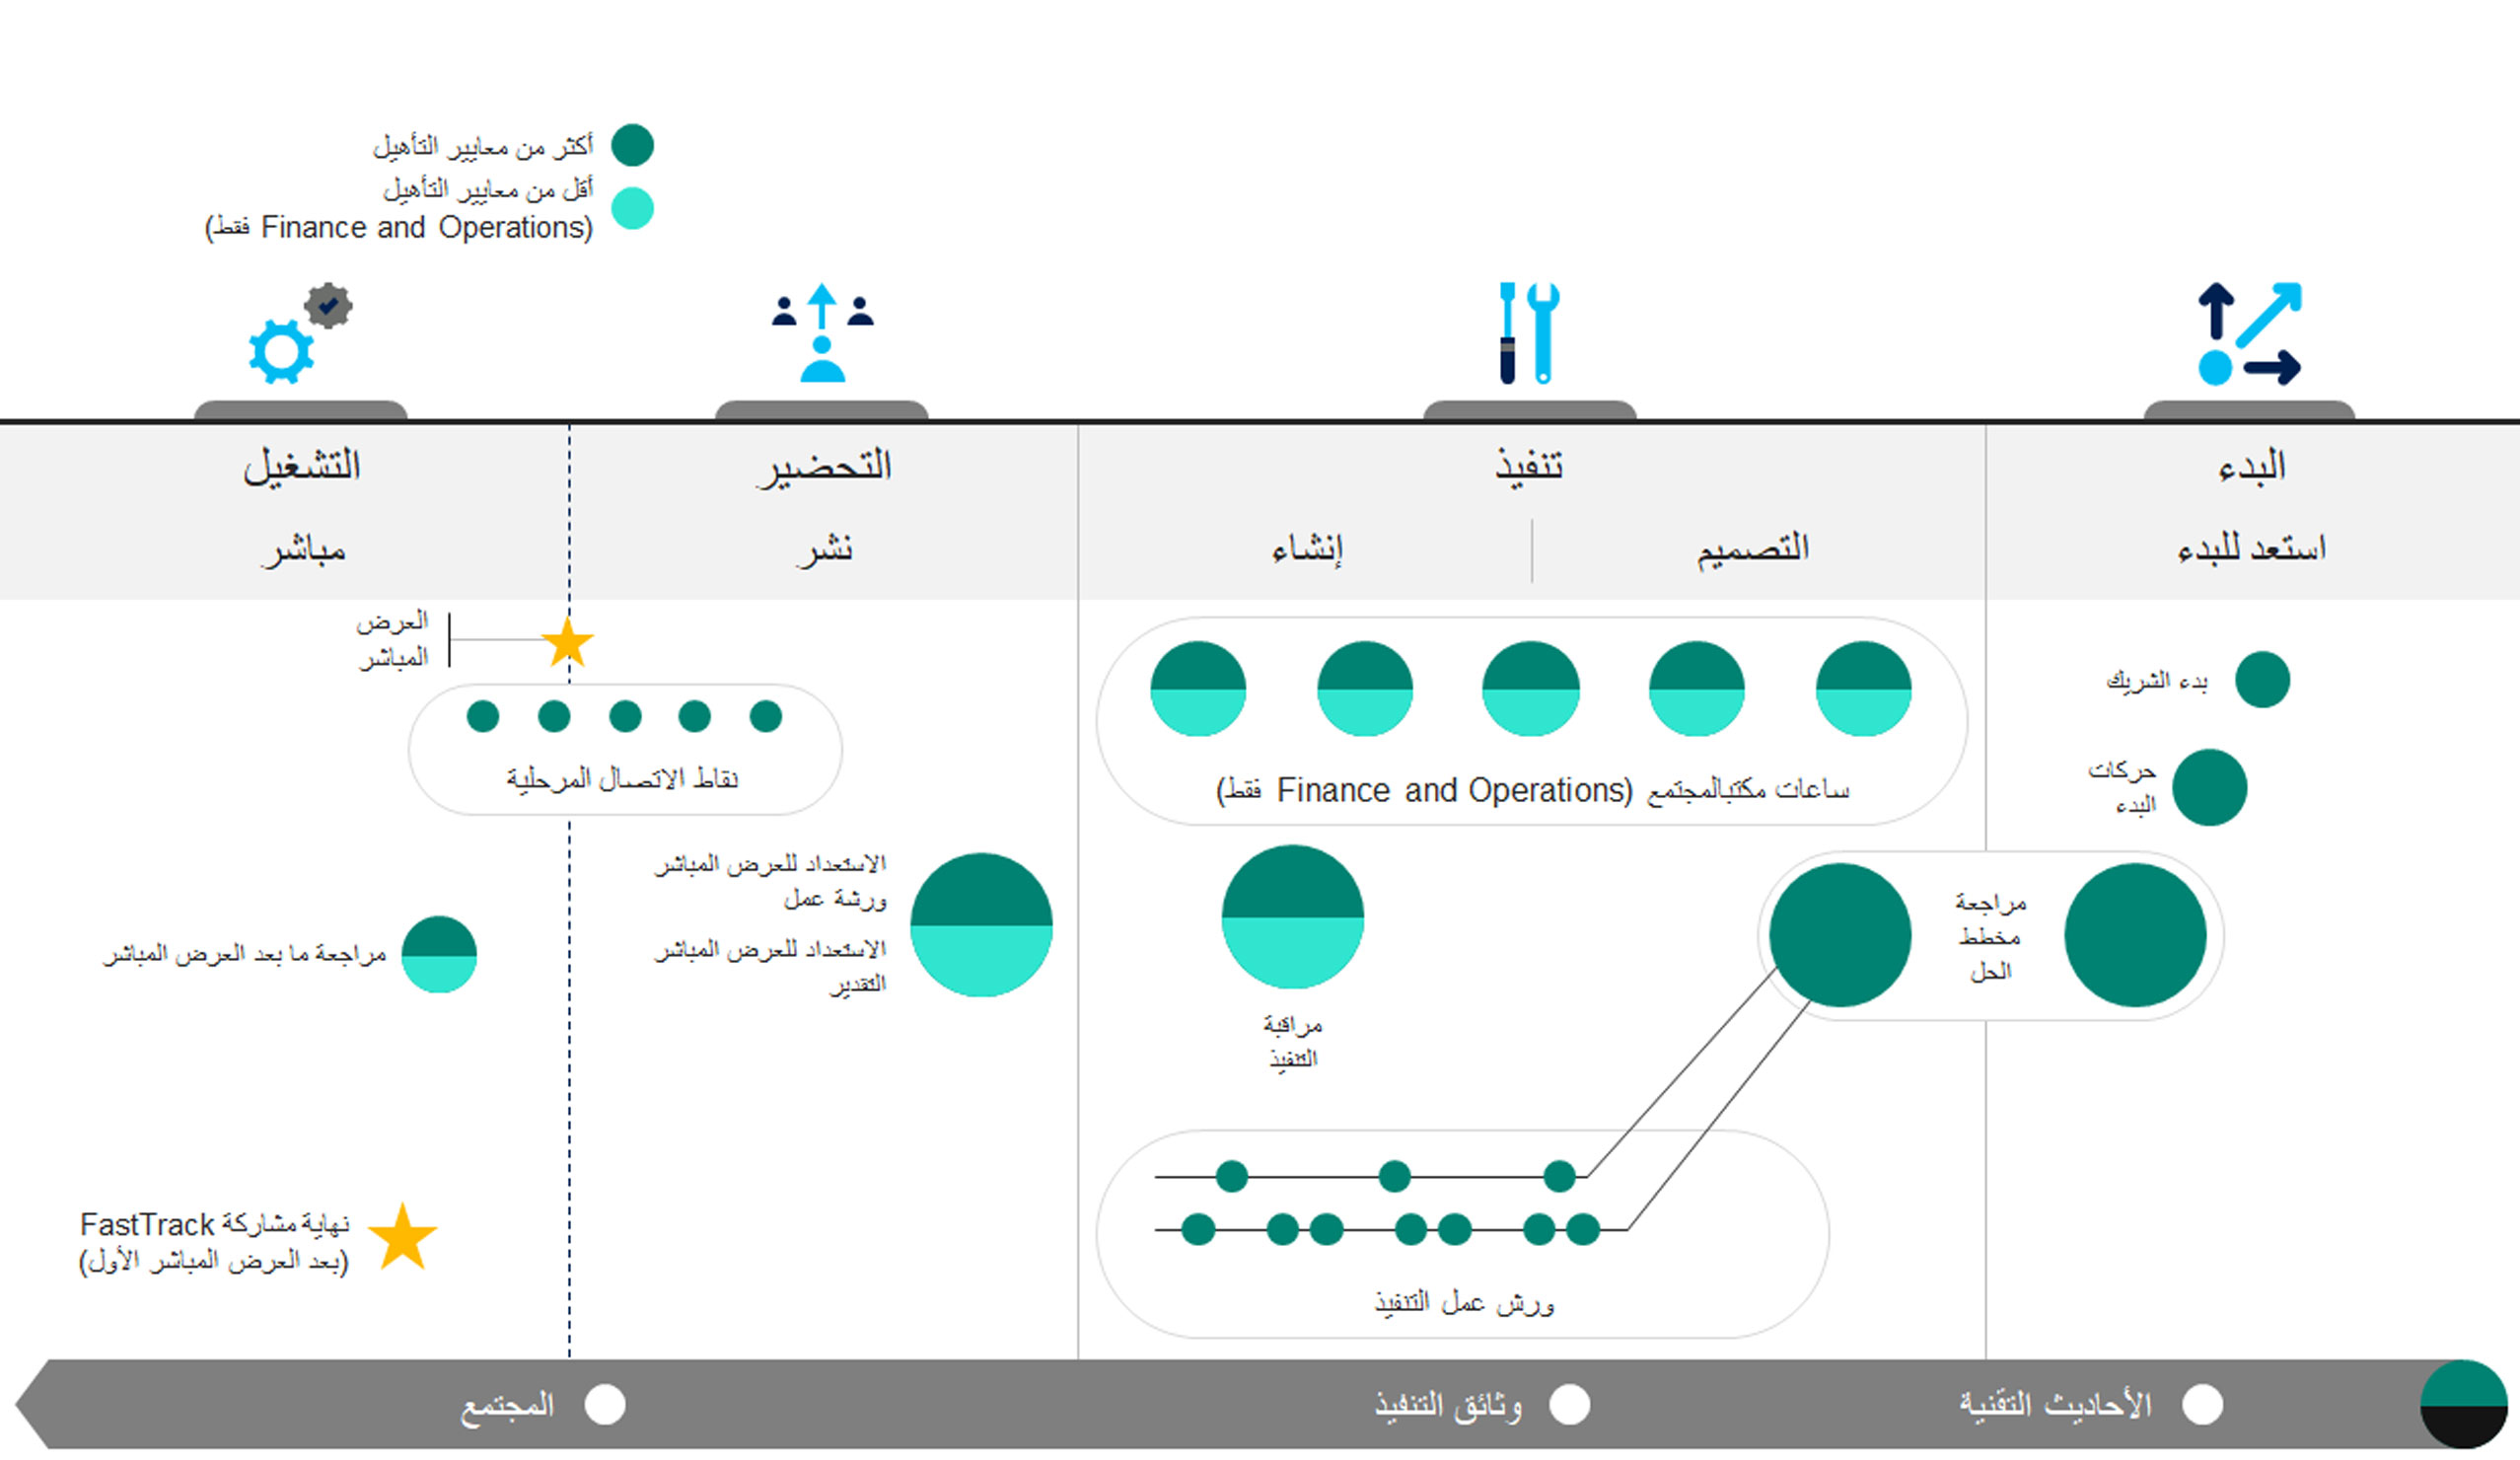 أكثر من معايير التأهيل
أقل من معايير التأهيل
(Finance and Operations فقط)
البدء
تنفيذ
التحضير
التشغيل
استعد للبدء
التصميم
إنشاء
نشر
مباشر
بدء الشريك
حركات
البدء
مراجعة
مخطط
الحل
ساعات مكتبالمجتمع (Finance and Operations فقط)
مراقبة
التنفيذ
ورش عمل التنفيذ
العرض
المباشر
نقاط الاتصال المرحلية
الاستعداد للعرض المباشر
ورشة عمل
الاستعداد للعرض المباشر
التقدير
مراجعة ما بعد العرض المباشر
نهاية مشاركة FastTrack
(بعد العرض المباشر الأول)
الأحاديث التقنية
وثائق التنفيذ
المجتمع